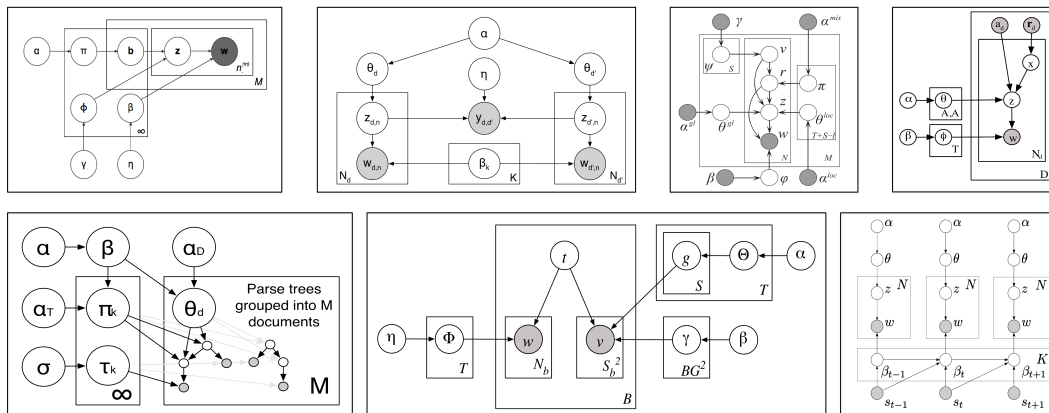 α
π
b
z
w
n.(m)
M
ϕ
β
∞
γ
η
α
θd
η
θd'
zd,n
yd,d'
zd',n
wd,n
βk
wd',n
Nd
K
Nd'
γ
αmix
ψ
S
v
r
π
z
αgl
θgl
θloc
w
T+S-1
N
M
β
φ
αloc
ad
rd
x
α
θ
z
A,A
β
ϕ
w
T
Nd
D
α
β
αD
αT
πk
θd
Parse trees
grouped into M
documents
σ
τk
∞
M
t
g
Θ
α
S
T
η
Φ
w
v
γ
β
T
Nb
Sb2
BG2
B
α α α
θ θ θ
z N z N z N
w w w
K
βt−1 βt βt+1
st−1 st st+1